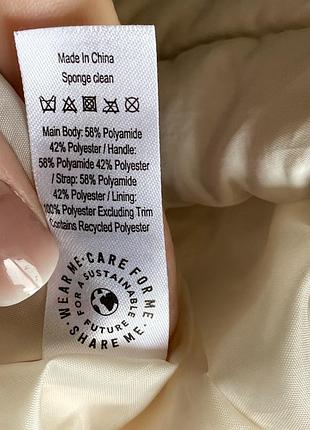 Made In China
Sponge clean
Main Body: 58% Polyamide
42% Polyester / Handle:
58% Polyamide 42% Polyester
/ Strap: 58% Polyamide
42% Polyester / Lining:
100% Polyester Excluding Trim
Contains Recycled Polyester
WEAR ME·CARE FOR ME.
SHARE ME.
FOR A SUSTAINABLE
FUTURE